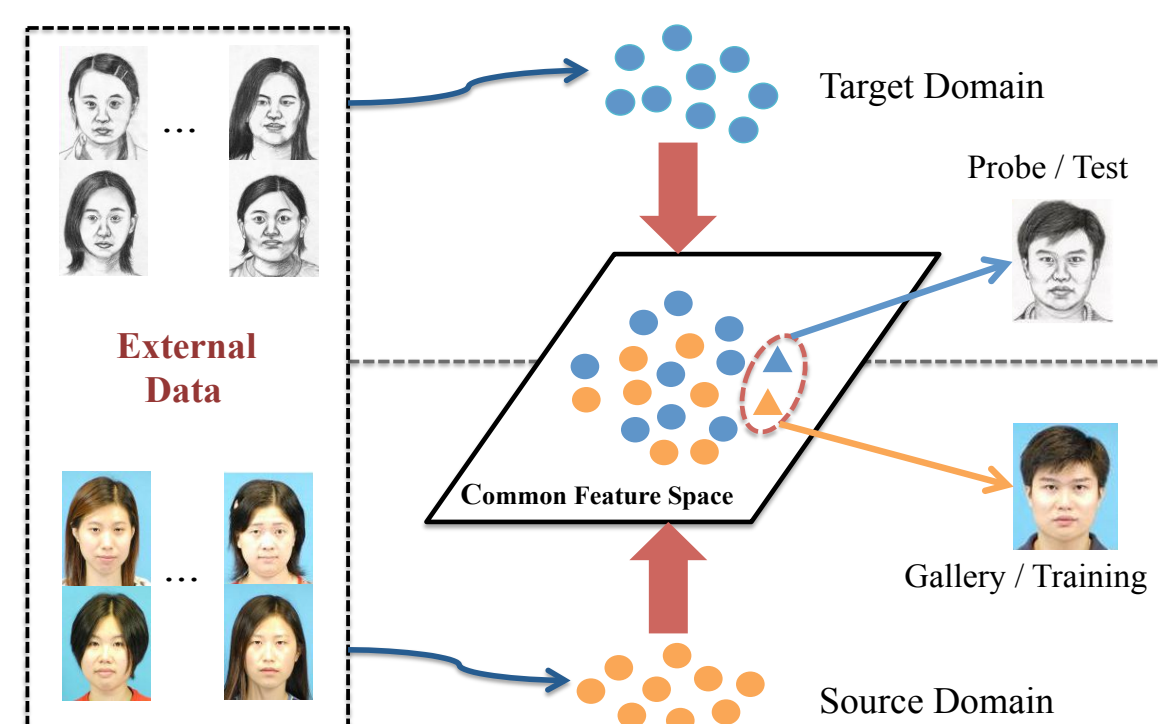 Target Domain
Probe / Test
...
External
Data
Common Feature Space
...
Gallery / Training
Source Domain